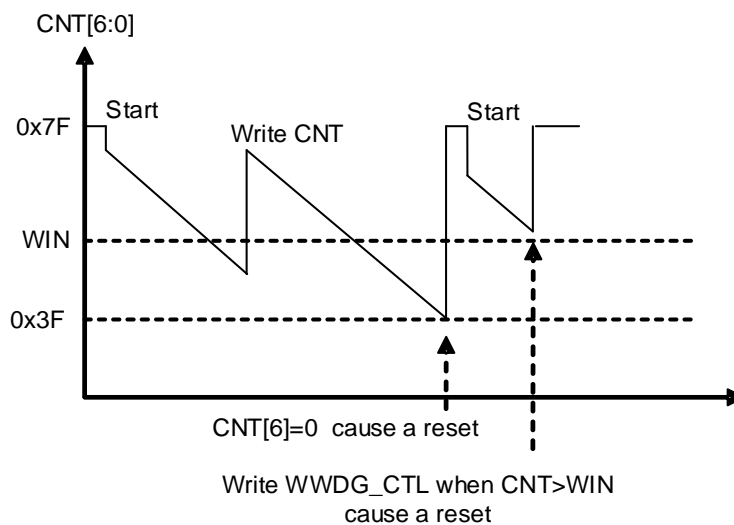 CNT[6:0]
Start
Start
0x7F
Write CNT
WIN
0x3F
CNT[6]=0 cause a reset
Write WWDG_CTL when CNT>WIN
cause a reset